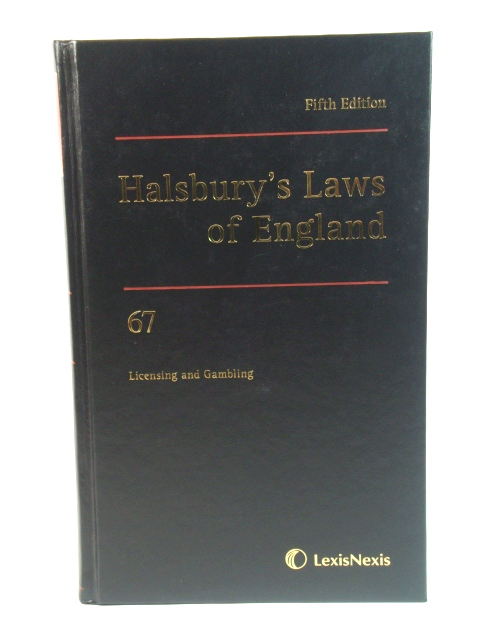 Fifth Edition
Halsbury's Laws
of England
67
Licensing and Gambling
LexisNexis